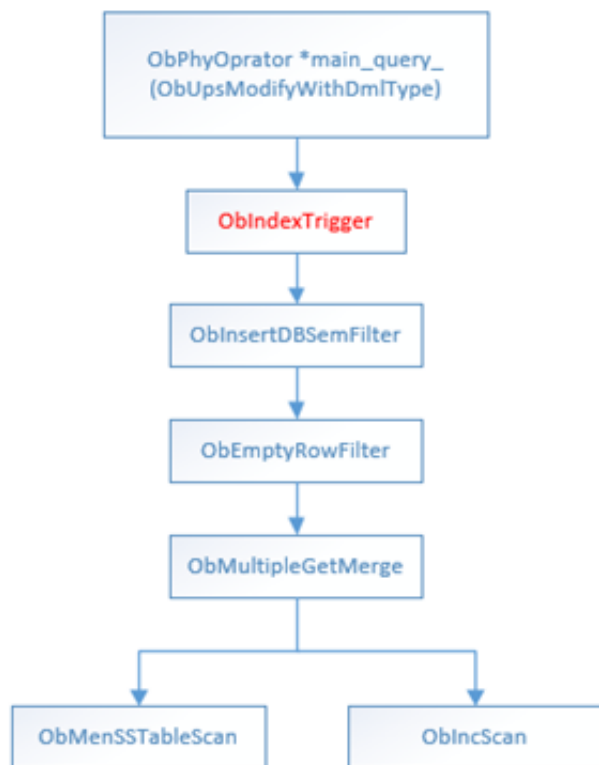 ObPhyOprator *main_query_
(ObUpsModifyWithDmlType)
ObIndexTrigger
ObInsertDBSemFilter
ObEmptyRowFilter
ObMultipleGetMerge
ObMenSSTableScan
ObIncScan